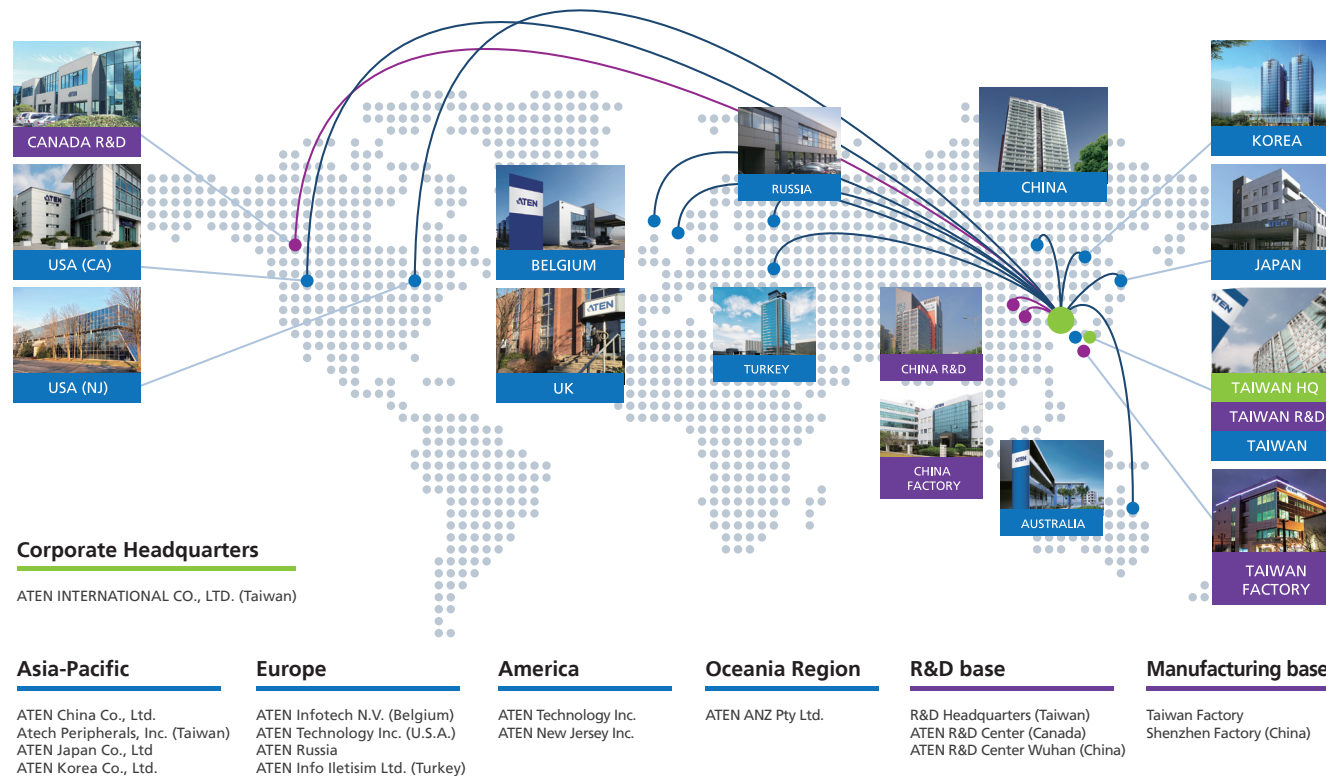 CANADA R&D
USA (CA)
USA (NJ)
ATEN
BELGIUM
ATEN
UK
RUSSIA
TURKEY
CHINA
CHINA R&D
CHINA
FACTORY
ATEN
AUSTRALIA
KOREA
JAPAN
ATEN
TAIWAN HQ
TAIWAN R&D
TAIWAN
TAIWAN
FACTORY
Corporate Headquarters
ATEN INTERNATIONAL CO., LTD. (Taiwan)
Asia-Pacific
ATEN China Co., Ltd.
Atech Peripherals, Inc. (Taiwan)
ATEN Japan Co., Ltd
ATEN Korea Co., Ltd.
Europe
ATEN Infotech N.V. (Belgium)
ATEN Technology Inc. (U.S.A.)
ATEN Russia
ATEN Info Iletisim Ltd. (Turkey)
America
ATEN Technology Inc.
ATEN New Jersey Inc.
Oceania Region
ATEN ANZ Pty Ltd.
R&D base
R&D Headquarters (Taiwan)
ATEN R&D Center (Canada)
ATEN R&D Center Wuhan (China)
Manufacturing base
Taiwan Factory
Shenzhen Factory (China)